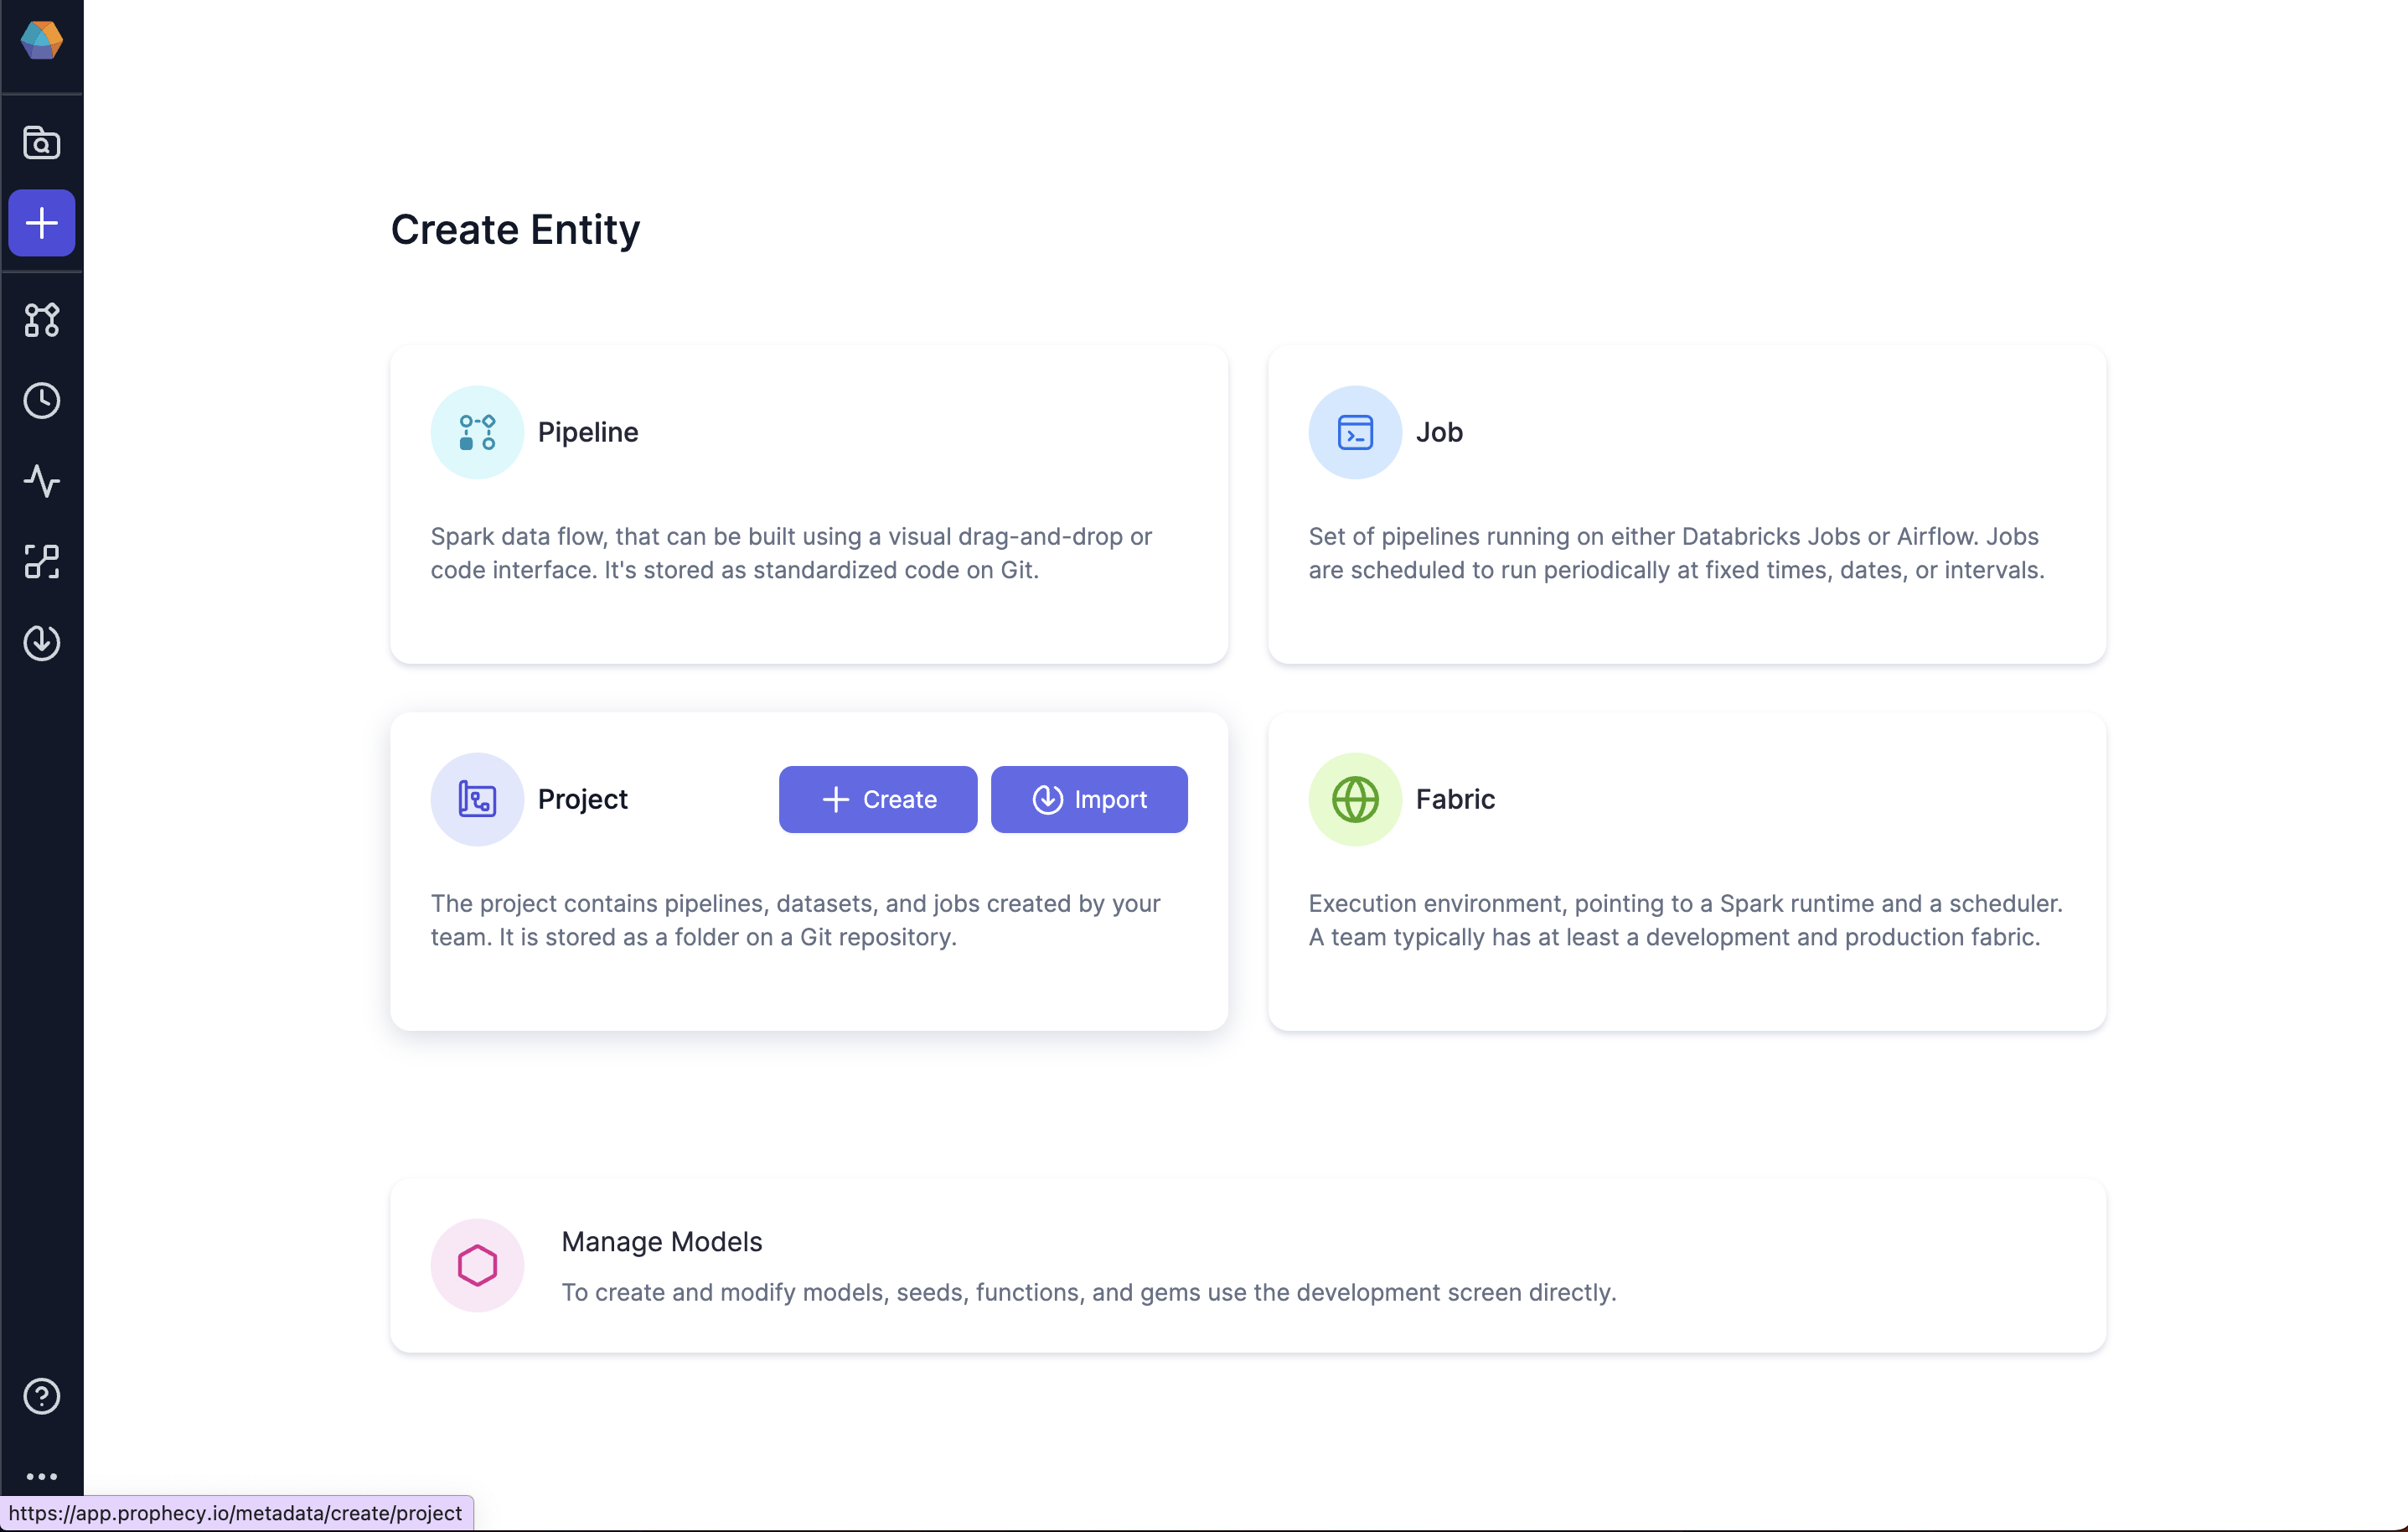 Create Entity
Pipeline
Spark data flow, that can be built using a visual drag-and-drop or
code interface. It's stored as standardized code on Git.
Job
Set of pipelines running on either Databricks Jobs or Airflow. Jobs
are scheduled to run periodically at fixed times, dates, or intervals.
Project
Create
Import
The project contains pipelines, datasets, and jobs created by your
team. It is stored as a folder on a Git repository.
Fabric
Execution environment, pointing to a Spark runtime and a scheduler.
A team typically has at least a development and production fabric.
Manage Models
To create and modify models, seeds, functions, and gems use the development screen directly.
https://app.prophecy.io/metadata/create/project